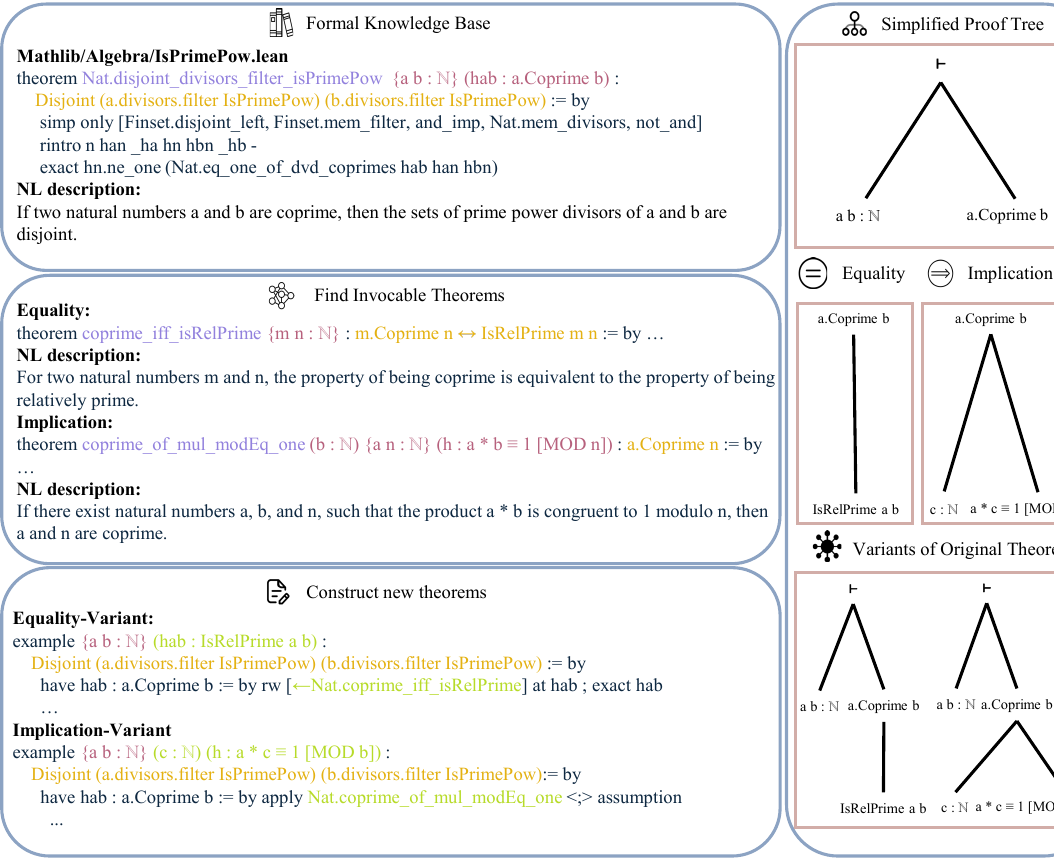 Formal Knowledge Base
Mathlib/Algebra/IsPrimePow.lean
theorem Nat.disjoint_divisors_filter_isPrimePow {a b : ℕ} (hab : a.Coprime b) :
Disjoint (a.divisors.filter IsPrimePow) (b.divisors.filter IsPrimePow) := by
simp only [Finset.disjoint_left, Finset.mem_filter, and_imp, Nat.mem_divisors, not_and]
rintro n han _ha hn hbn _hb -
exact hn.ne_one (Nat.eq_one_of_dvd_coprimes hab han hbn)
NL description:
If two natural numbers a and b are coprime, then the sets of prime power divisors of a and b are
disjoint.
Find Invocable Theorems
Equality:
theorem coprime_iff_isRelPrime {m n : ℕ} : m.Coprime n ↔ IsRelPrime m n := by …
NL description:
For two natural numbers m and n, the property of being coprime is equivalent to the property of being
relatively prime.
Implication:
theorem coprime_of_mul_modEq_one (b : ℕ) {a n : ℕ} (h : a * b ≡ 1 [MOD n]) : a.Coprime n := by
…
NL description:
If there exist natural numbers a, b, and n, such that the product a * b is congruent to 1 modulo n, then
a and n are coprime.
Construct new theorems
Equality-Variant:
example {a b : ℕ} (hab : IsRelPrime a b) :
Disjoint (a.divisors.filter IsPrimePow) (b.divisors.filter IsPrimePow) := by
have hab : a.Coprime b := by rw [←Nat.coprime_iff_isRelPrime] at hab ; exact hab
…
Implication-Variant
example {a b : ℕ} (c : ℕ) (h : a * c ≡ 1 [MOD b]) :
Disjoint (a.divisors.filter IsPrimePow) (b.divisors.filter IsPrimePow):= by
have hab : a.Coprime b := by apply Nat.coprime_of_mul_modEq_one <;> assumption
...
Simplified Proof Tree
⊢
a b : ℕ a.Coprime b
= Equality ⇒ Implication
a.Coprime b a.Coprime b
IsRelPrime a b c : ℕ a * c ≡ 1 [MO
Variants of Original Theore
⊢ ⊢
a b : ℕ a.Coprime b a b : ℕ a.Coprime b
IsRelPrime a b c : ℕ a * c ≡ 1 [MO